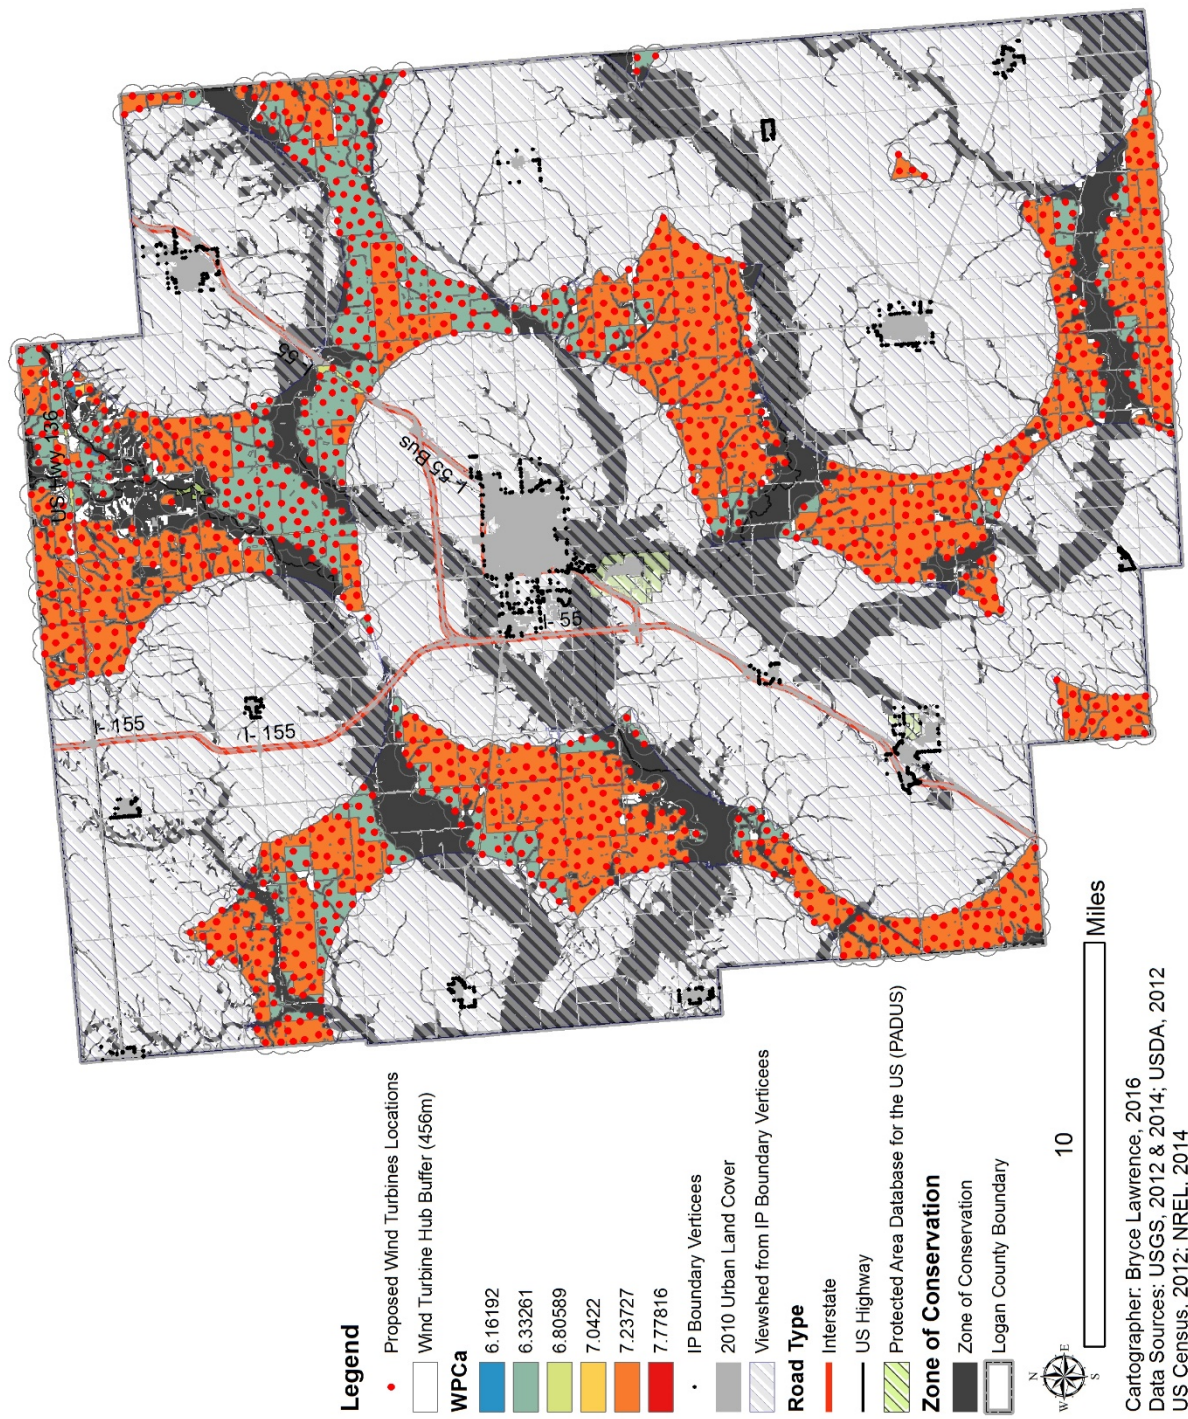 US Hwy 136
I- 55
I- 55 Bus
I- 55
I- 155
I- 155
Legend
Proposed Wind Turbines Locations
Wind Turbine Hub Buffer (456m)
WPCa
6.16192
6.33261
6.80589
7.0422
7.23727
7.77816
IP Boundary Verticees
2010 Urban Land Cover
Viewshed from IP Boundary Verticees
Road Type
Interstate
US Highway
Protected Area Database for the US (PADUS)
Zone of Conservation
Zone of Conservation
Logan County Boundary
N
E
S
W
10
Miles
Cartographer: Bryce Lawrence, 2016
Data Sources: USGS, 2012 & 2014; USDA, 2012
US Census, 2012; NREL, 2014